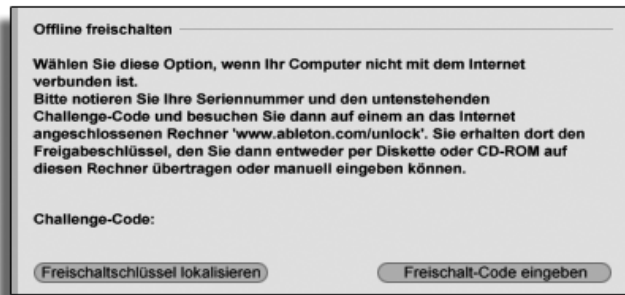 Offline freischalten
Wählen Sie diese Option, wenn Ihr Computer nicht mit dem Internet
verbunden ist.
Bitte notieren Sie Ihre Seriennummer und den untenstehenden
Challenge-Code und besuchen Sie dann auf einem an das Internet
angeschlossenen Rechner 'www.ableton.com/unlock'. Sie erhalten dort den
Freigabeschlüssel, den Sie dann entweder per Diskette oder CD-ROM auf
diesen Rechner übertragen oder manuell eingeben können.
Challenge-Code:
Freischaltschlüssel lokalisieren
Freischalt-Code eingeben